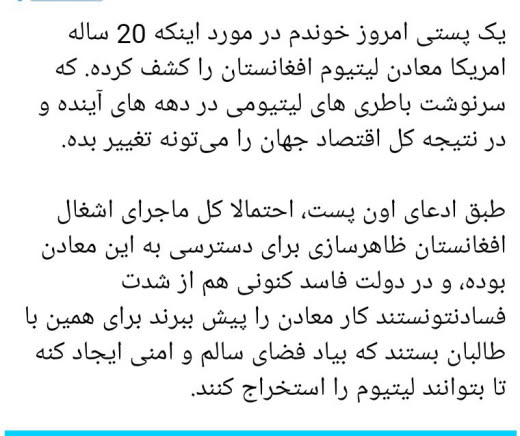 یک پستی امروز خوندم در مورد اینکه 20 ساله
امریکا معادن لیتیوم افغانستان را کشف کرده. که
سرنوشت باطری های لیتیومی در دهه های آینده و
در نتیجه کل اقتصاد جهان را می‌تونه تغییر بده.
طبق ادعای اون پست، احتمالا کل ماجرای اشغال
افغانستان ظاهرسازی برای دسترسی به این معادن
بوده، و در دولت فاسد کنونی هم از شدت
فسادنتونستند کار معادن را پیش ببرند برای همین با
طالبان بستند که بیاد فضای سالم و امنی ایجاد کنه
تا بتوانند لیتیوم را استخراج کنند.